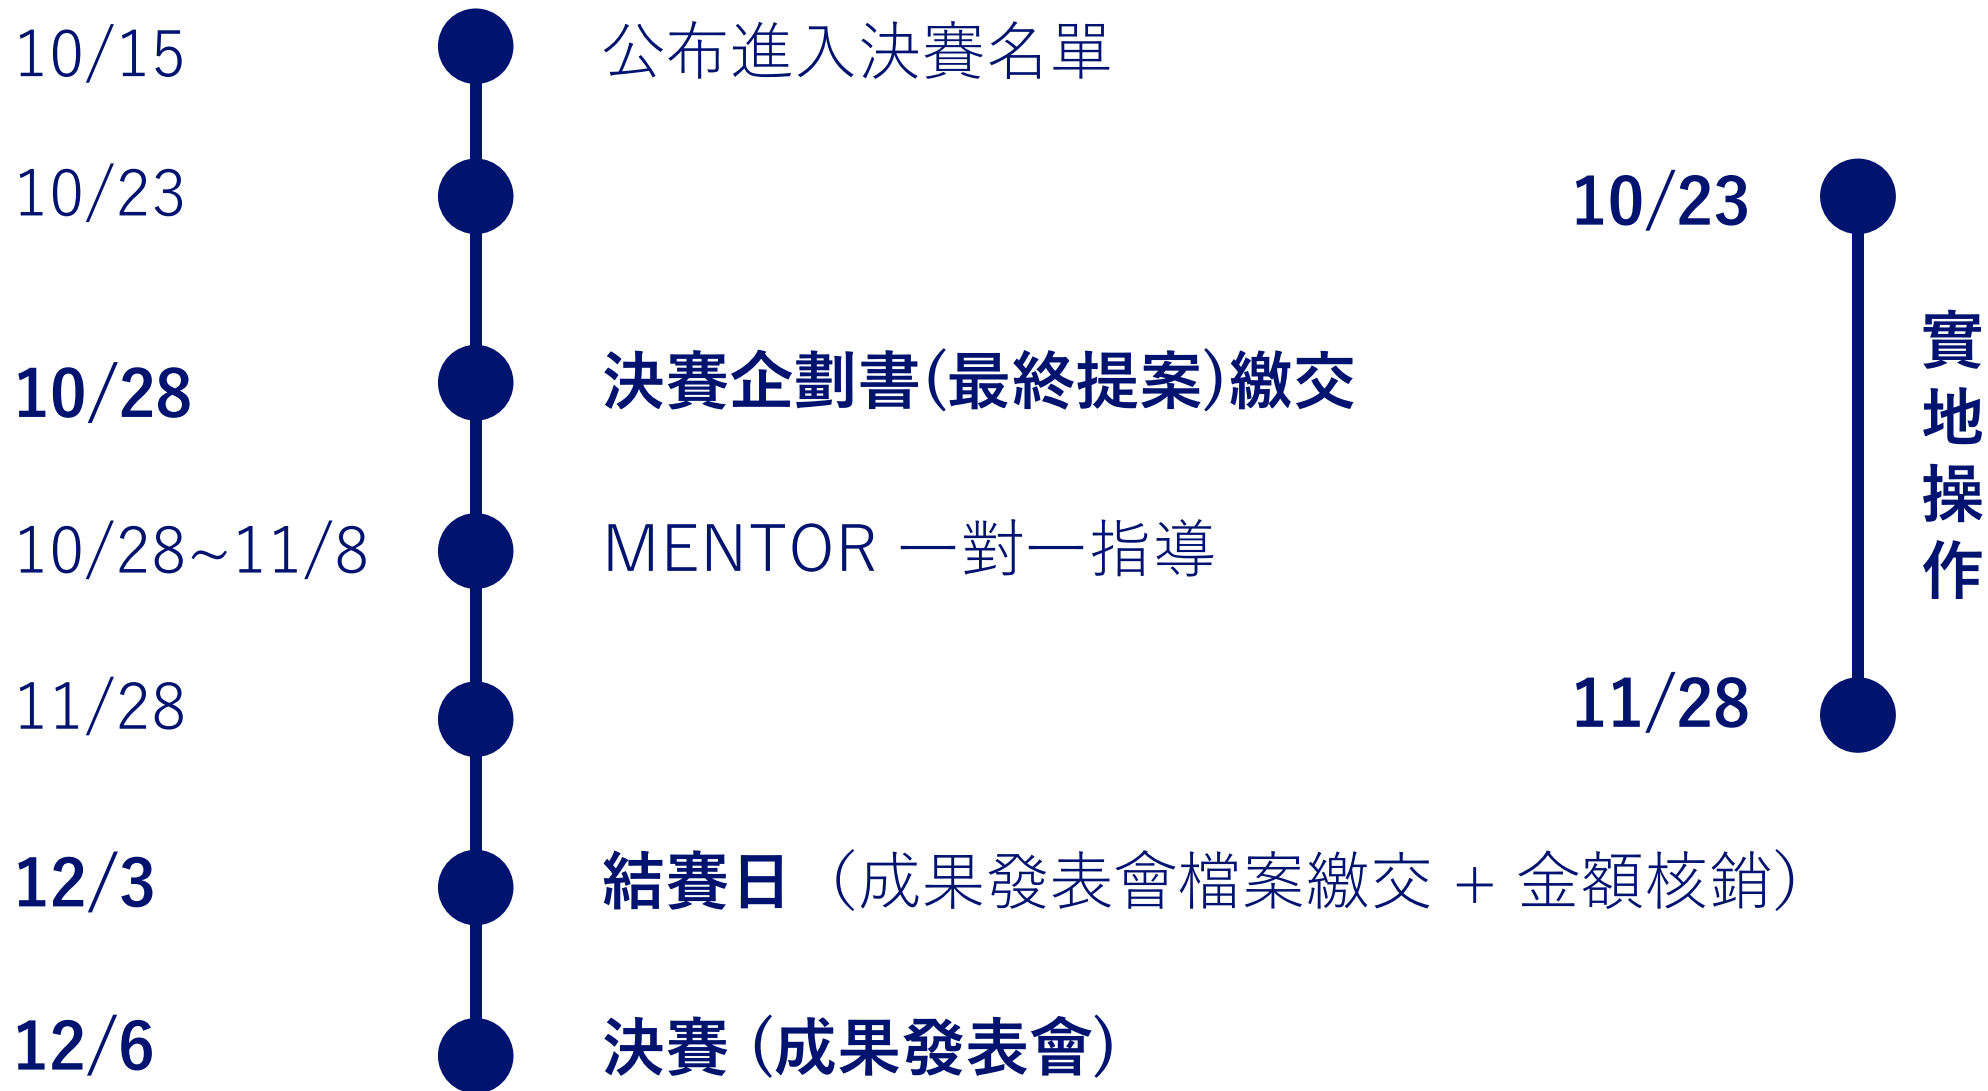 10/15 公布進入決賽名單
10/23
10/28 決賽企劃書(最終提案)繳交
10/28~11/8 MENTOR 一對一指導
11/28
12/3 結賽日（成果發表會檔案繳交 + 金額核銷）
12/6 決賽 (成果發表會)
10/23
實地操作
11/28